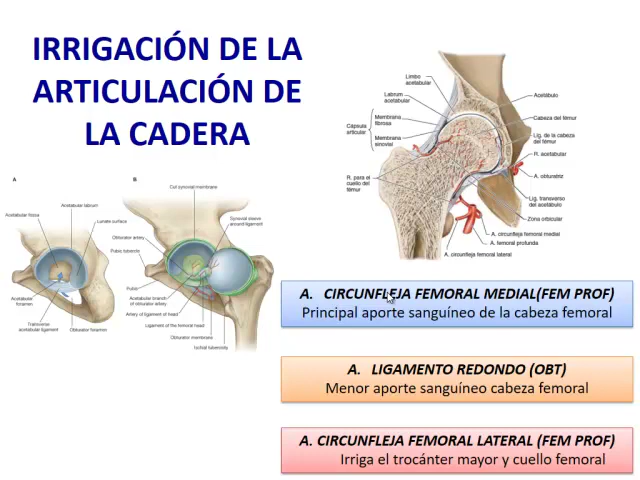 IRRIGACIÓN DE LA
ARTICULACIÓN DE
LA CADERA
Limbo
acetabular
Labrum
acetabular
Membrana
fibrosa
Cápsula
articular
Membrana
sinovial
R. para el
cuello del
fémur
Acetábulo
Cabeza del fémur
Lig. de la cabeza
del fémur
R. acetabular
A. obturatriz
Lig. transverso
del acetábulo
Zona orbicular
A. circunfleja femoral medial
A. femoral profunda
A. circunfleja femoral lateral
A
Acetabular labrum
Acetabular fossa
Lunate surface
Acetabular
foramen
Transverse
acetabular ligament
Obturator foramen
B
Cut synovial membrane
Synovial sleeve
around ligament
Obturator artery
Pubic tubercle
Pubis
Acetabular branch
of obturator artery
Artery of ligament of head
Ligament of the femoral head
Obturator membrane
Ischial tuberosity
A. CIRCUNFLEJA FEMORAL MEDIAL(FEM PROF)
Principal aporte sanguíneo de la cabeza femoral
A. LIGAMENTO REDONDO (OBT)
Menor aporte sanguíneo cabeza femoral
A. CIRCUNFLEJA FEMORAL LATERAL (FEM PROF)
Irriga el trocánter mayor y cuello femoral